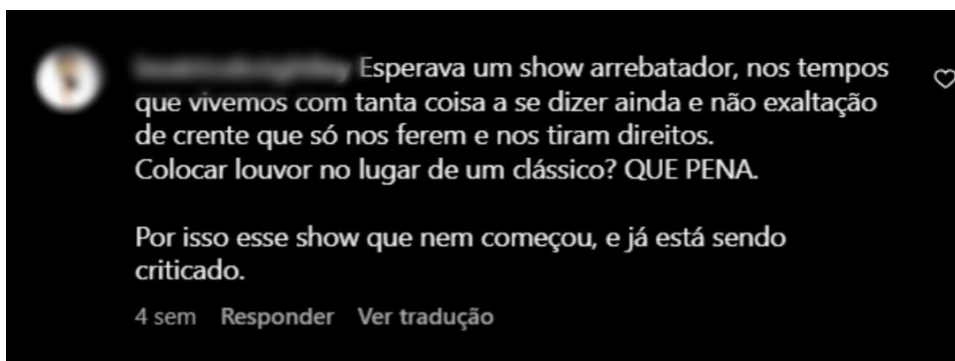 Esperava um show arrebatador, nos tempos
que vivemos com tanta coisa a se dizer ainda e não exaltação
de crente que só nos ferem e nos tiram direitos.
Colocar louvor no lugar de um clássico? QUE PENA.
Por isso esse show que nem começou, e já está sendo
criticado.
4 sem Responder Ver tradução